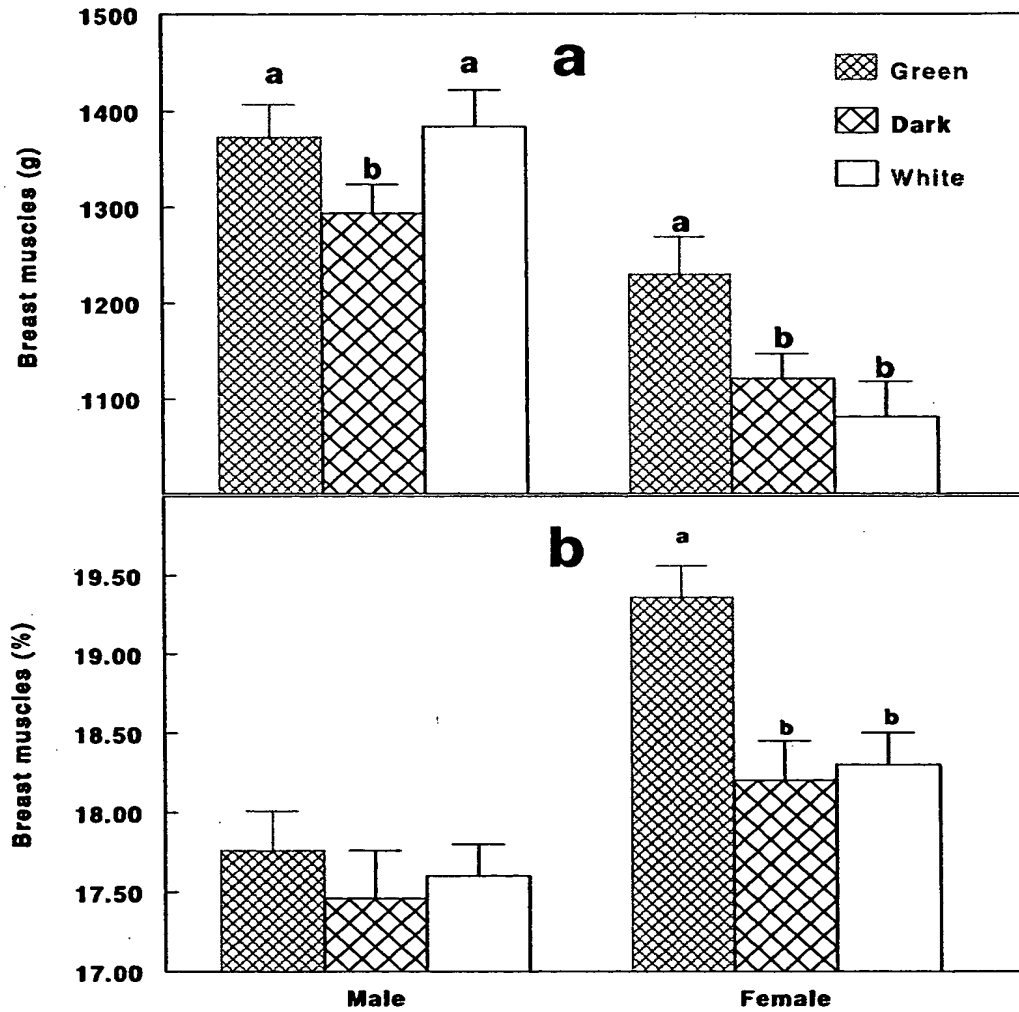 1500
1400
1300
1200
1100
Breast muscles (g)
a
b
a
a
b
b
a
Green
Dark
White
19.50
19.00
18.50
18.00
17.50
17.00
Breast muscles (%)
b
a
b
b
Male
Female